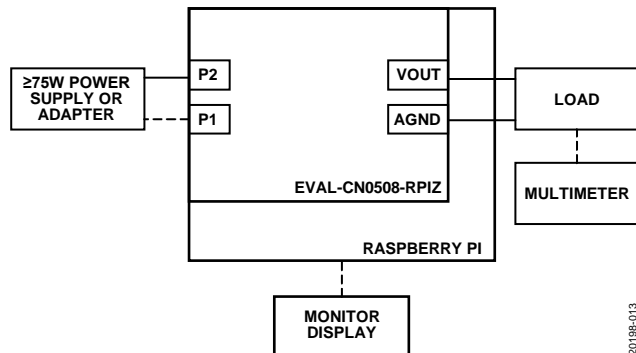 P2
VOUT
≥75W POWER
SUPPLY OR
ADAPTER
LOAD
P1
AGND
EVAL-CN0508-RPIZ
MULTIMETER
RASPBERRY PI
MONITOR
DISPLAY
20198-013